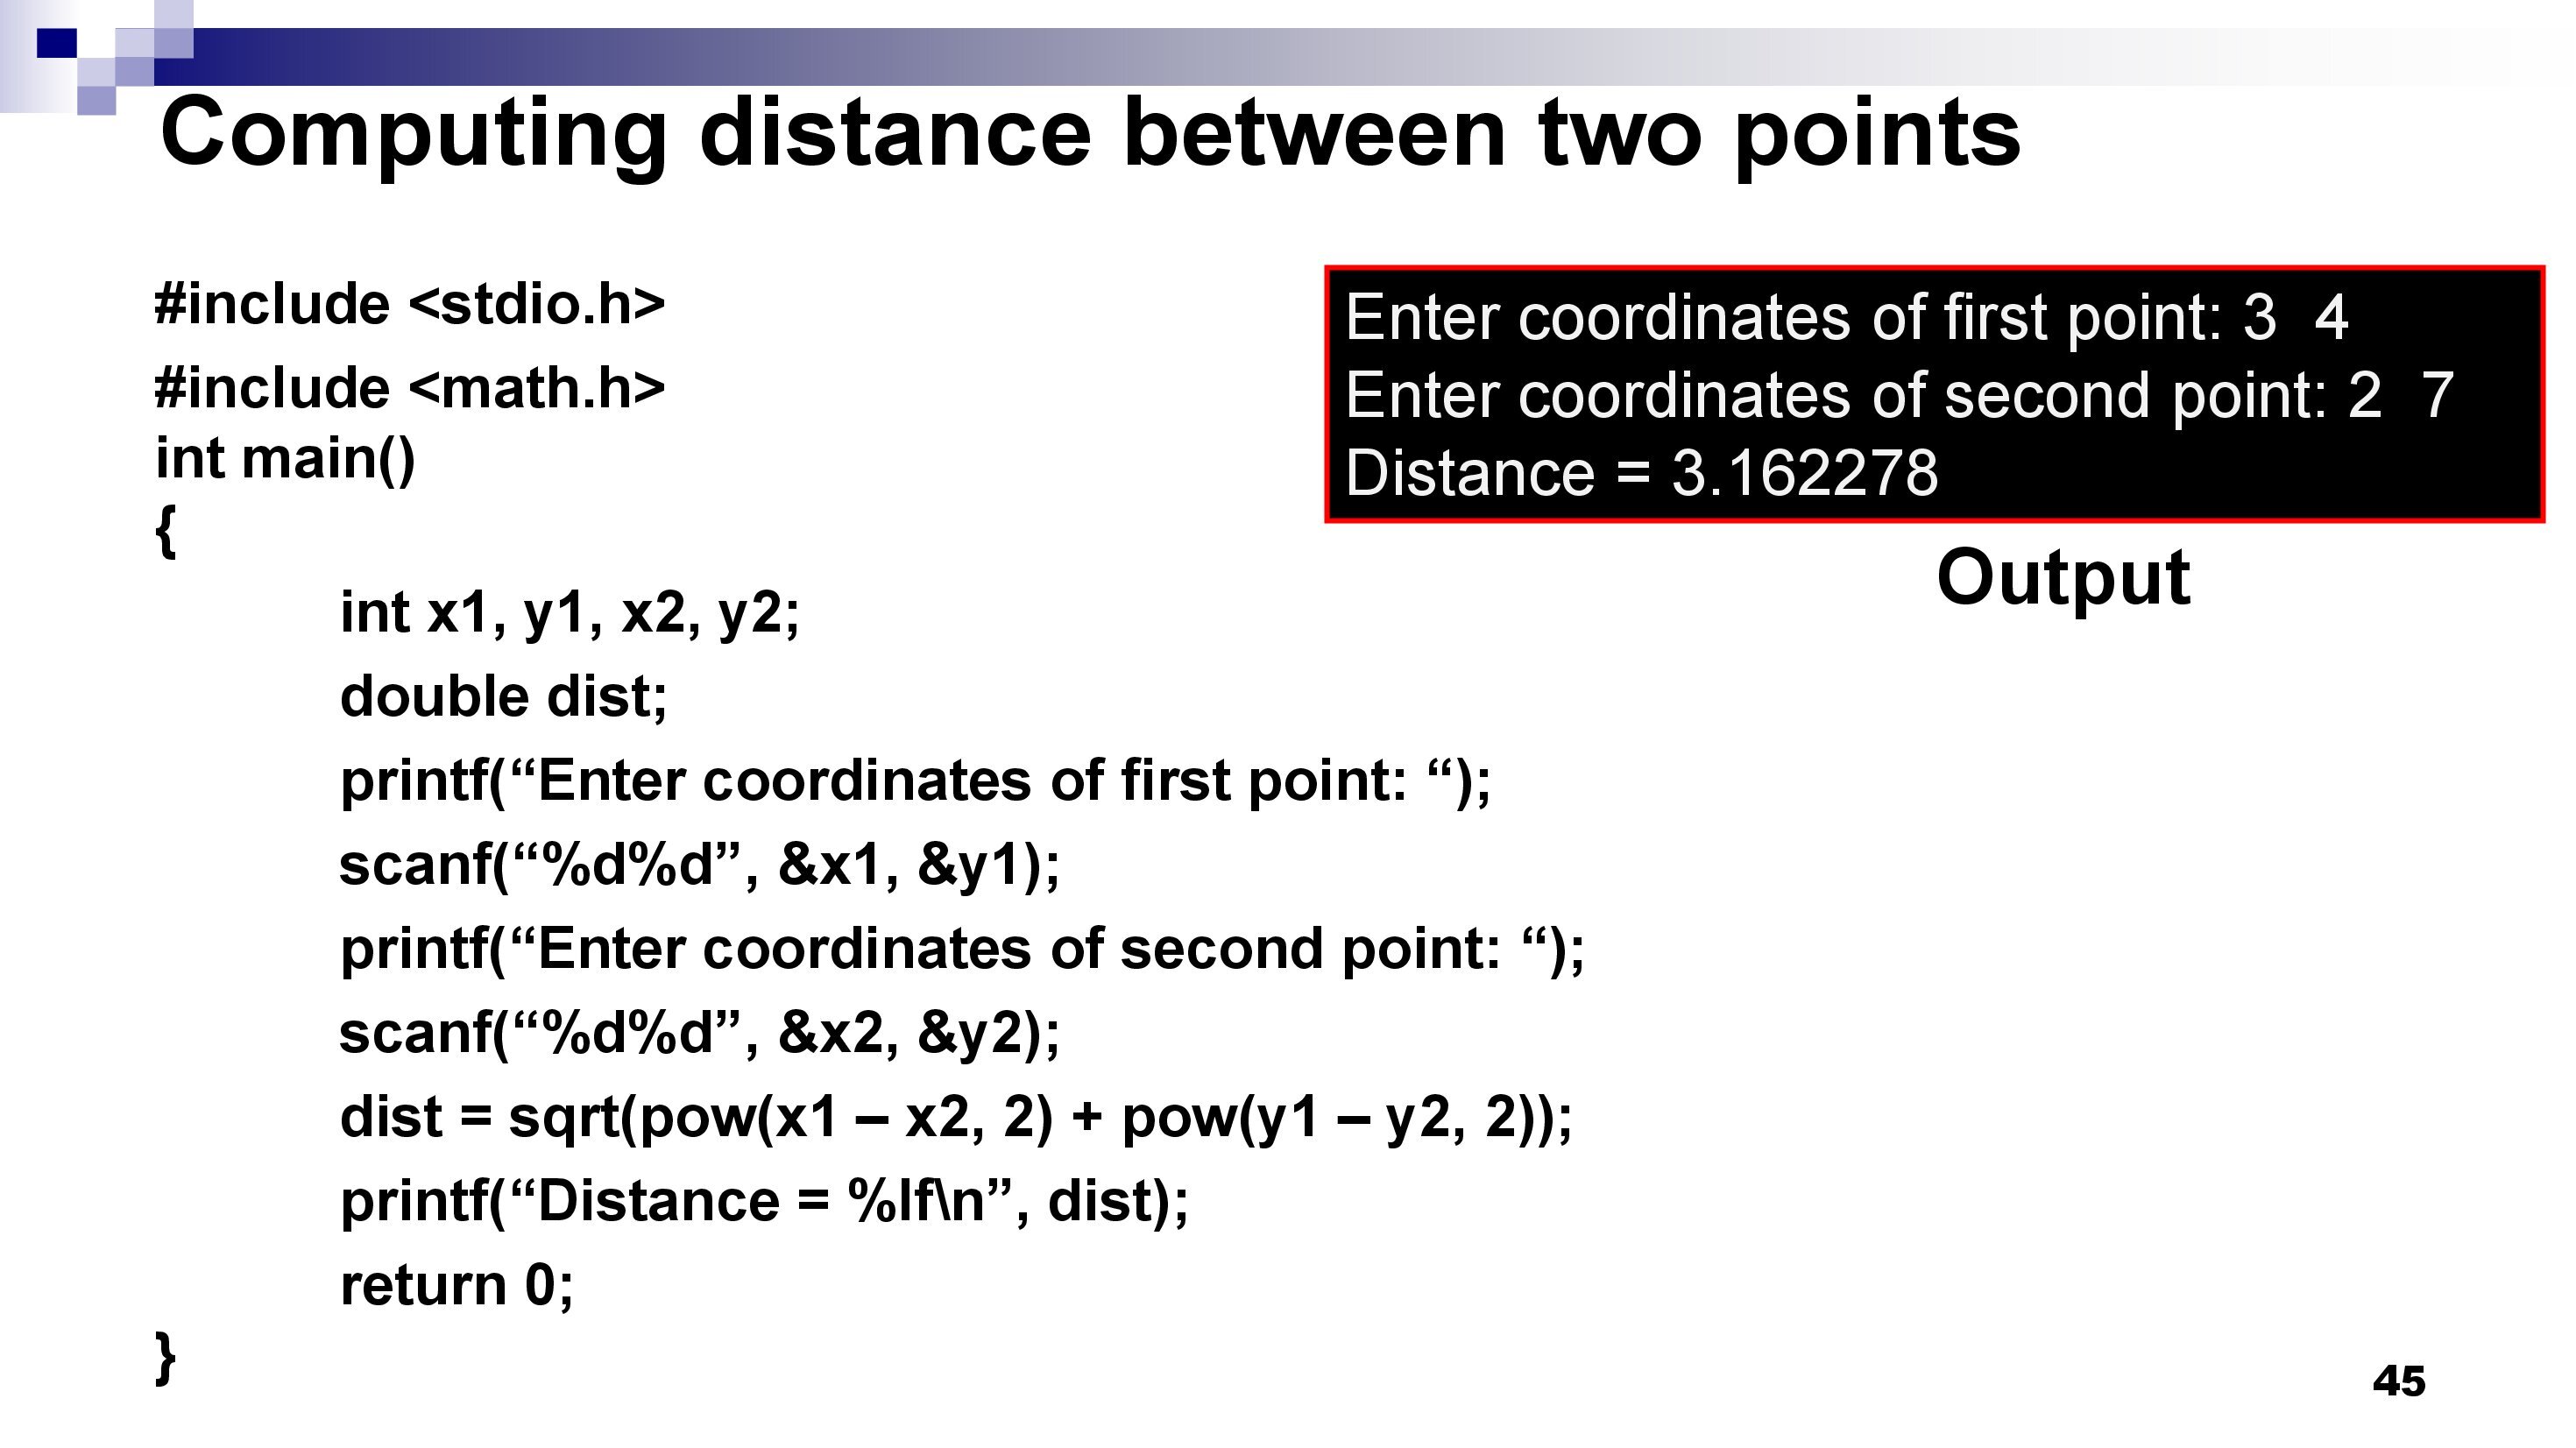 Computing distance between two points
#include <stdio.h>
#include <math.h>
int main()
{
int x1, y1, x2, y2;
double dist;
printf(“Enter coordinates of first point: “);
scanf(“%d%d”, &x1, &y1);
printf(“Enter coordinates of second point: “);
scanf(“%d%d”, &x2, &y2);
dist = sqrt(pow(x1 – x2, 2) + pow(y1 – y2, 2));
printf(“Distance = %lf\n”, dist);
return 0;
}
Enter coordinates of first point: 3  4
Enter coordinates of second point: 2  7
Distance = 3.162278
Output
45